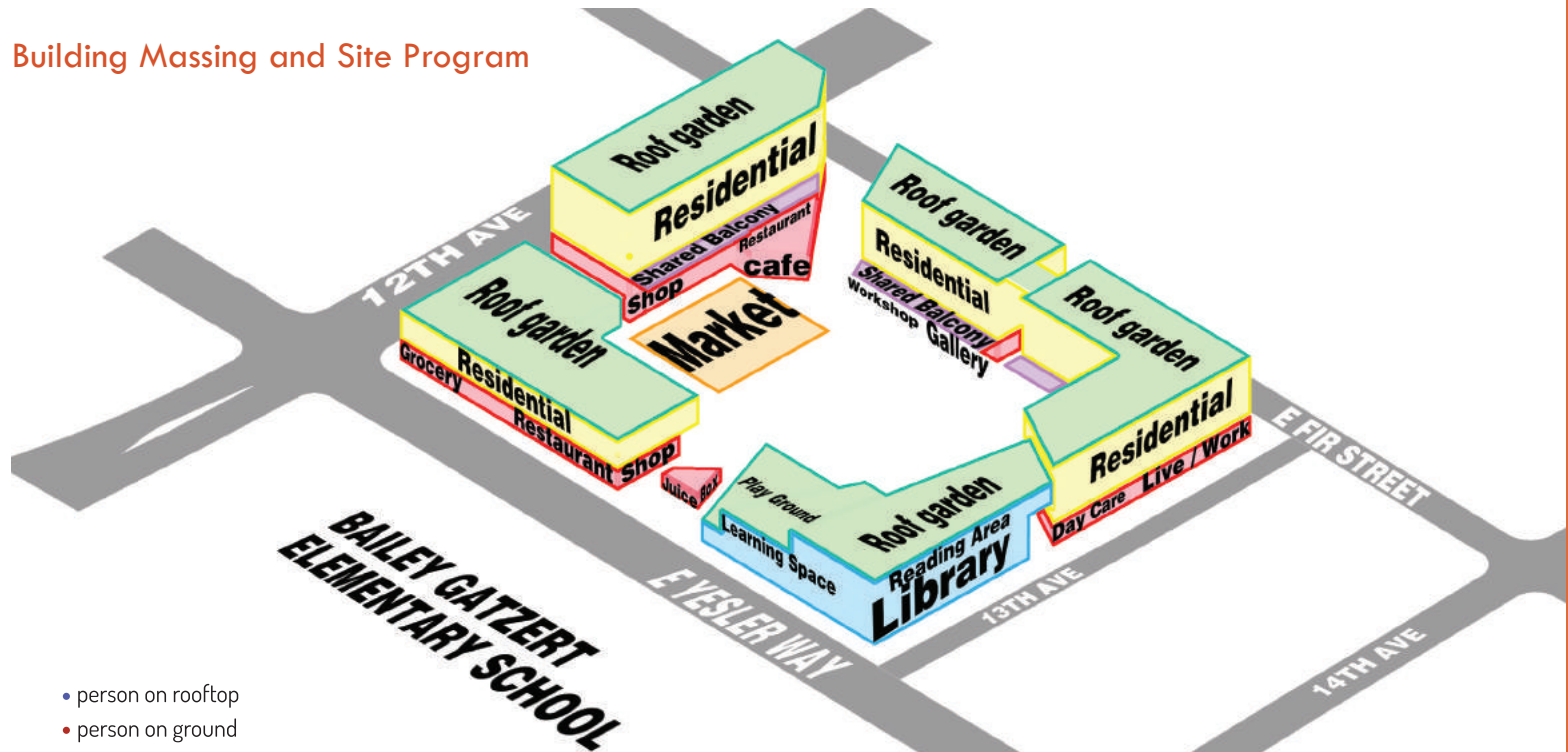 Building Massing and Site Program
Roof garden
Residential
Shared Balcony
Restaurant
cafe
Shop
12TH AVE
Roof garden
Residential
Grocery
Restaurant
Shop
Market
Roof garden
Residential
Shared Balcony
Workshop
Gallery
Roof garden
Residential
Day Care
Live / Work
E FIR STREET
Juice Box
Play Ground
Learning Space
Roof garden
Reading Area
Library
13TH AVE
14TH AVE
E YESLER WAY
BAILEY GATZERT
ELEMENTARY SCHOOL
• person on rooftop
• person on ground